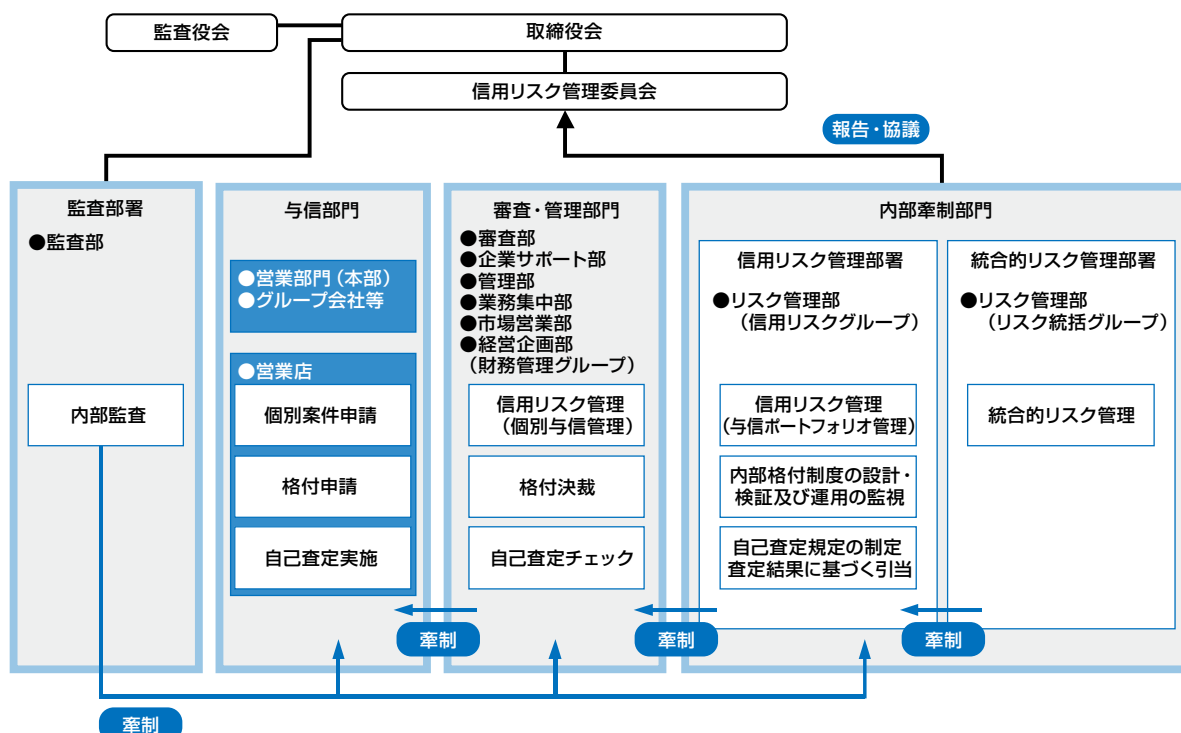 監査役会
取締役会
信用リスク管理委員会
報告・協議
監査部署
●監査部
内部監査
与信部門
●営業部門（本部）
●グループ会社等
●営業店
個別案件申請
格付申請
自己査定実施
審査・管理部門
●審査部
●企業サポート部
●管理部
●業務集中部
●市場営業部
●経営企画部
（財務管理グループ）
信用リスク管理
（個別与信管理）
格付決裁
自己査定チェック
内部牽制部門
信用リスク管理部署
●リスク管理部
（信用リスクグループ）
信用リスク管理
（与信ポートフォリオ管理）
内部格付制度の設計・
検証及び運用の監視
自己査定規定の制定
査定結果に基づく引当
統合的リスク管理部署
●リスク管理部
（リスク統括グループ）
統合的リスク管理
牽制
牽制
牽制
牽制